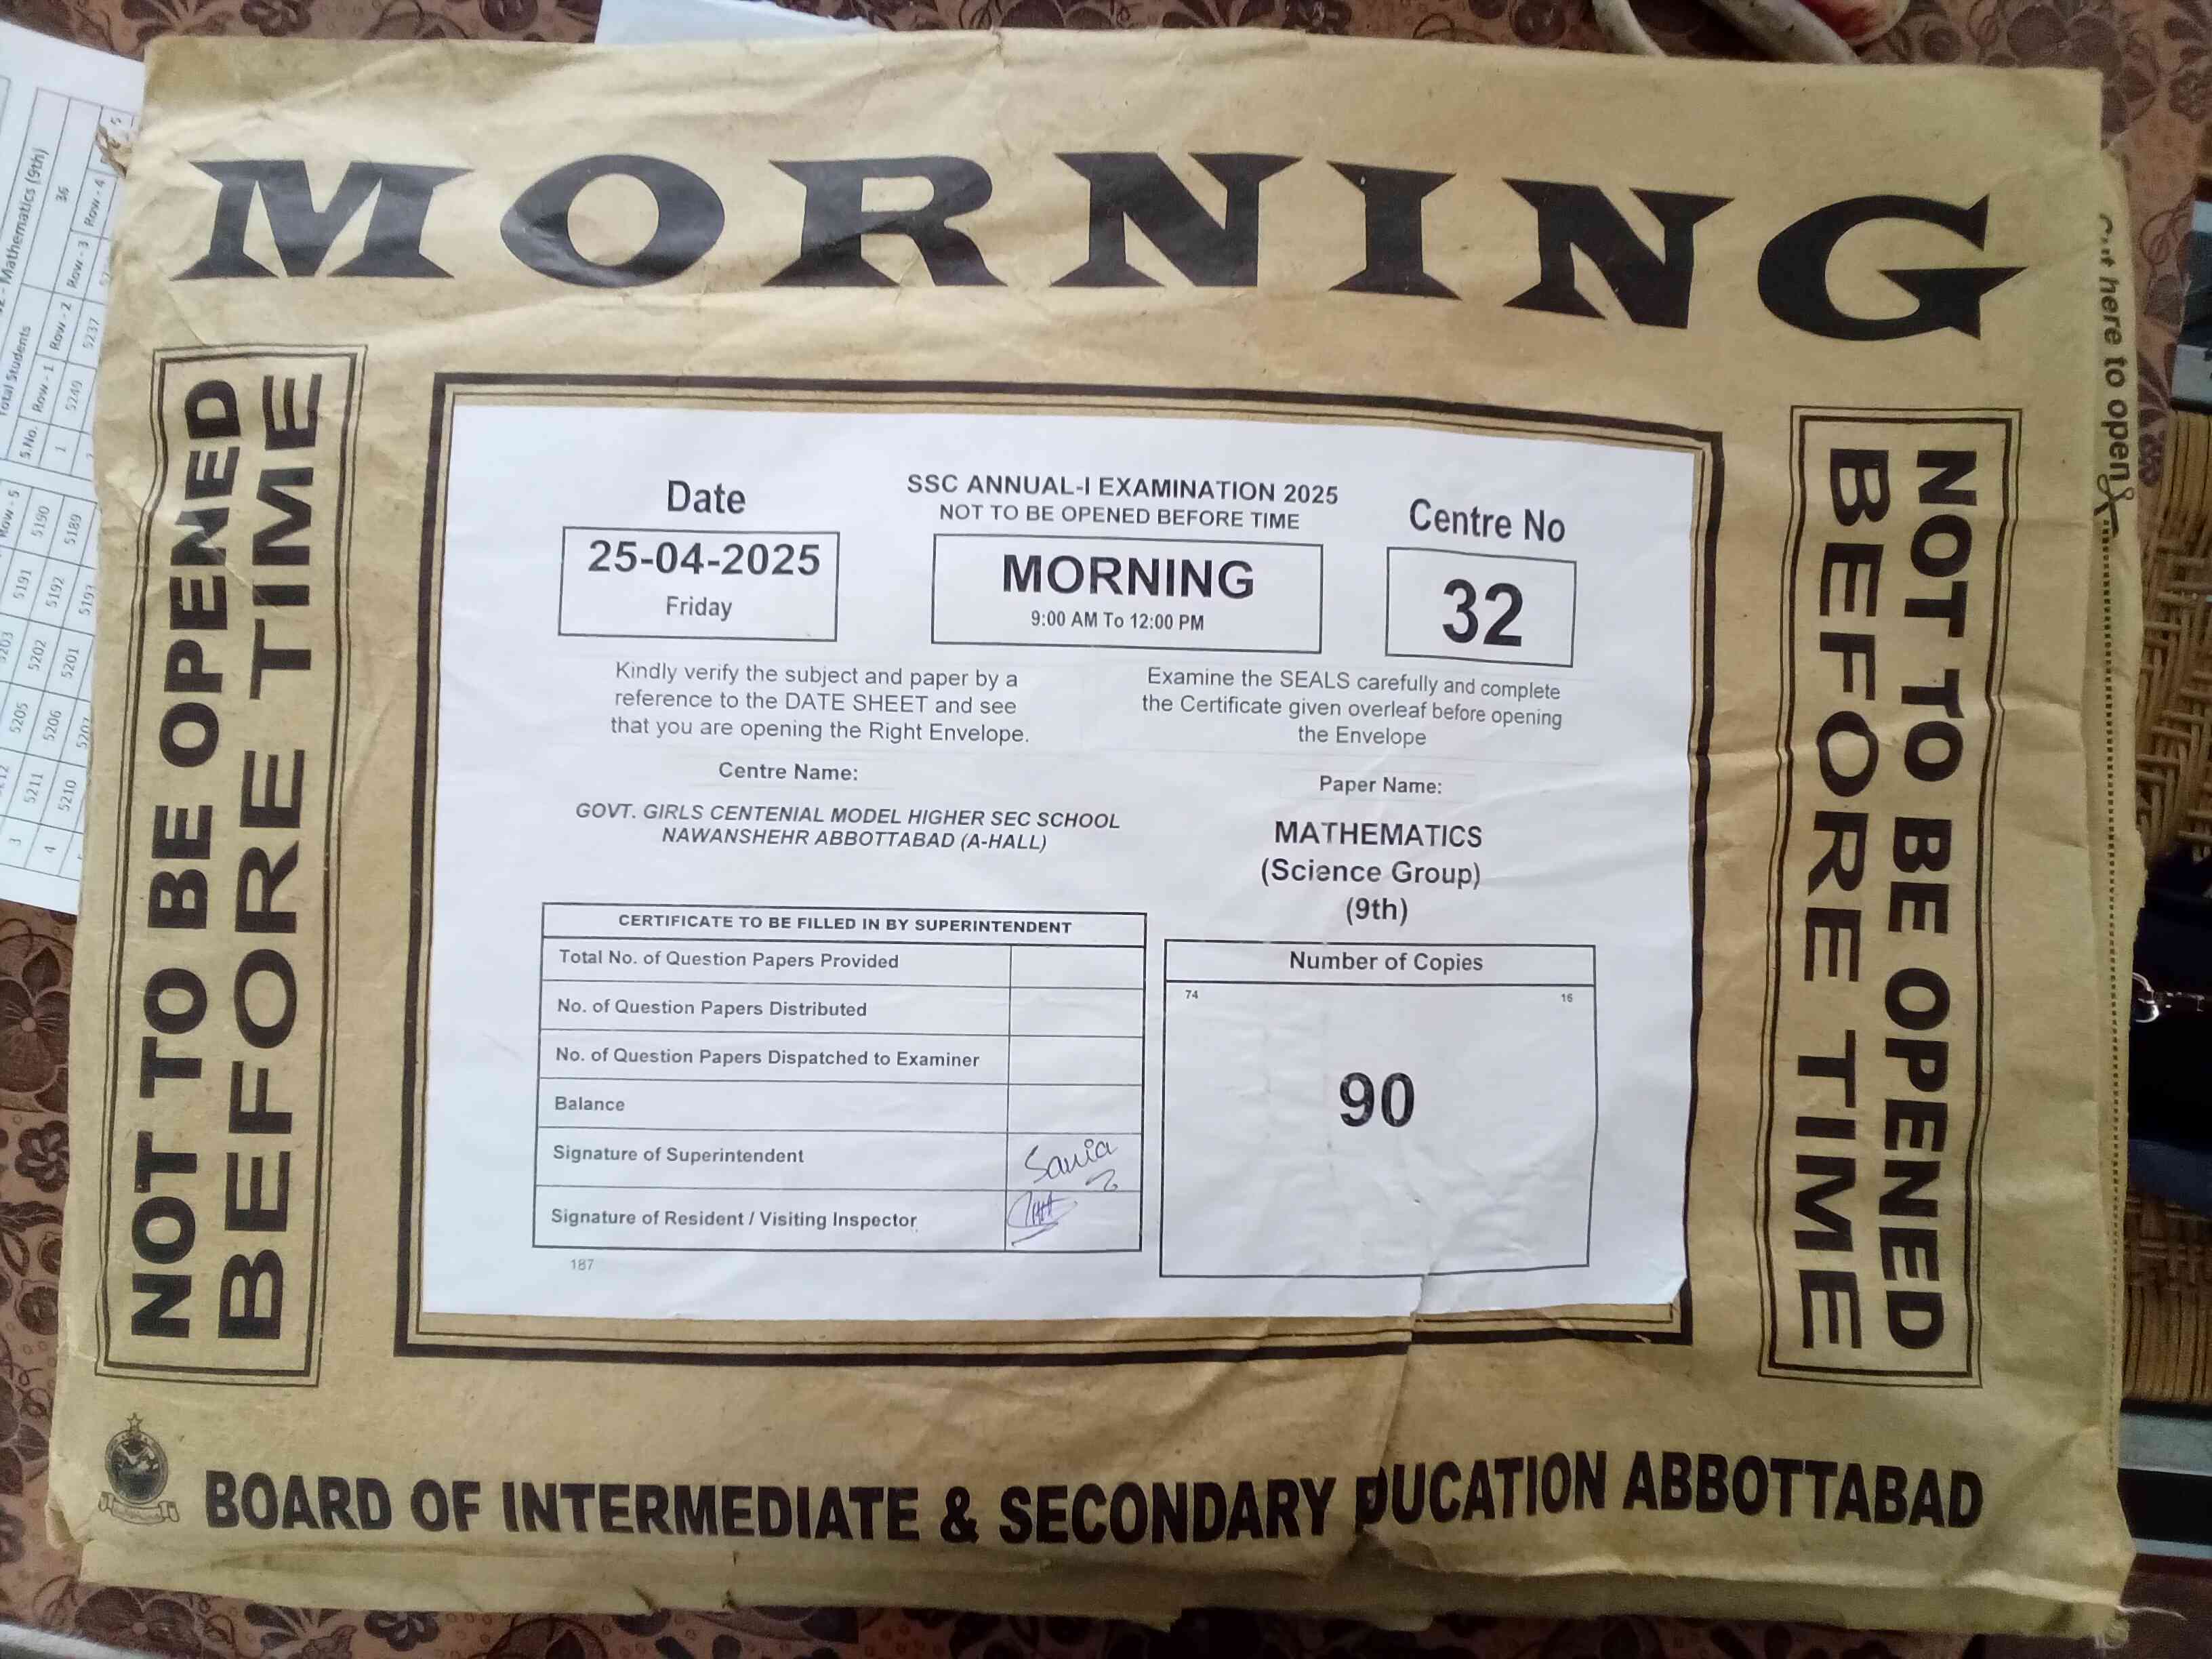 MORNING
NOT TO BE OPENED
BEFORE TIME
Date
25-04-2025
Friday
SSC ANNUAL-I EXAMINATION 2025
NOT TO BE OPENED BEFORE TIME
MORNING
9:00 AM To 12:00 PM
Centre No
32
Kindly verify the subject and paper by a
reference to the DATE SHEET and see
that you are opening the Right Envelope.
Examine the SEALS carefully and complete
the Certificate given overleaf before opening
the Envelope
Centre Name:
GOVT. GIRLS CENTENIAL MODEL HIGHER SEC SCHOOL
NAWANSHEHR ABBOTTABAD (A-HALL)
Paper Name:
MATHEMATICS
(Science Group)
(9th)
CERTIFICATE TO BE FILLED IN BY SUPERINTENDENT
Total No. of Question Papers Provided
No. of Question Papers Distributed
No. of Question Papers Dispatched to Examiner
Balance
Signature of Superintendent
Sania
Signature of Resident / Visiting Inspector
187
Number of Copies
74 16
90
NOT TO BE OPENED
BEFORE TIME
here to open
BOARD OF INTERMEDIATE & SECONDARY DUCATION ABBOTTABAD
Mathematics (9th)
Total Students 36
S.No. Row - 1 Row - 2 Row - 3 Row - 4
1 5249 5237
Row - 5
5191 5190
5202 5192 5189
5205 5201 5193
5211 5206
3
4 5210